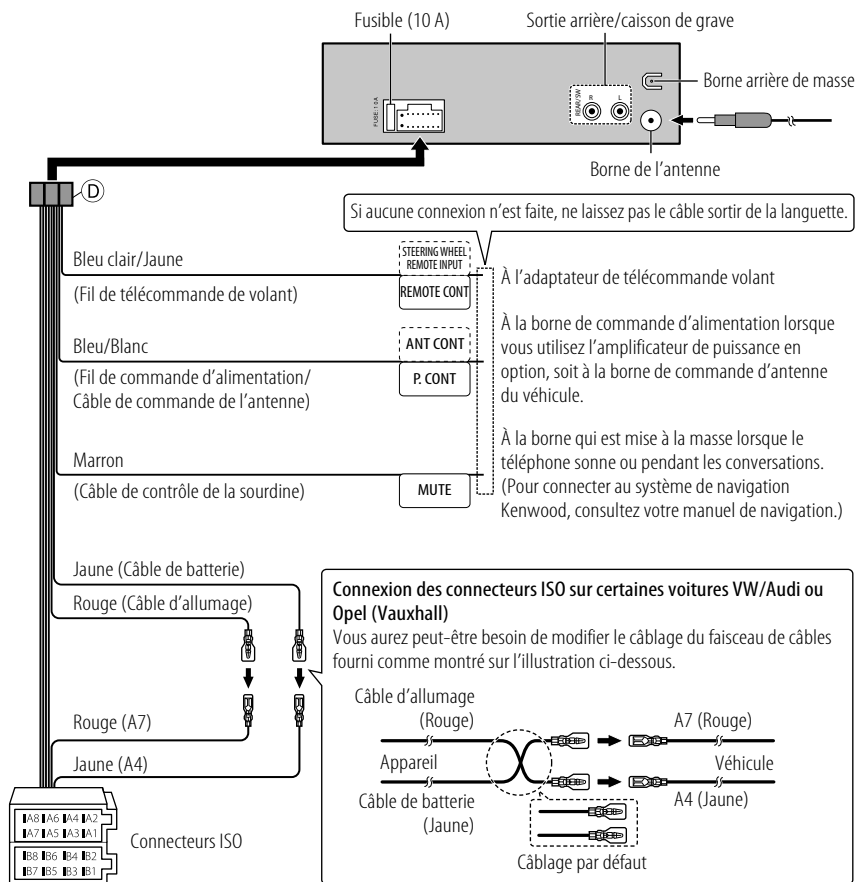 Fusible (10 A)
Sortie arrière/caisson de grave
FUSE: 10A
REAR/SW
R
L
Borne arrière de masse
Borne de l'antenne
D
Si aucune connexion n'est faite, ne laissez pas le câble sortir de la languette.
Bleu clair/Jaune
(Fil de télécommande de volant)
STEERING WHEEL
REMOTE INPUT
REMOTE CONT
À l'adaptateur de télécommande volant
Bleu/Blanc
(Fil de commande d'alimentation/
Câble de commande de l'antenne)
ANT CONT
P. CONT
À la borne de commande d'alimentation lorsque
vous utilisez l'amplificateur de puissance en
option, soit à la borne de commande d'antenne
du véhicule.
Marron
(Câble de contrôle de la sourdine)
MUTE
À la borne qui est mise à la masse lorsque le
téléphone sonne ou pendant les conversations.
(Pour connecter au système de navigation
Kenwood, consultez votre manuel de navigation.)
Jaune (Câble de batterie)
Rouge (Câble d'allumage)
Rouge (A7)
Jaune (A4)
A8 A6 A4 A2
A7 A5 A3 A1
B8 B6 B4 B2
B7 B5 B3 B1
Connecteurs ISO
Connexion des connecteurs ISO sur certaines voitures VW/Audi ou
Opel (Vauxhall)
Vous aurez peut-être besoin de modifier le câblage du faisceau de câbles
fourni comme montré sur l'illustration ci-dessous.
Câble d'allumage
(Rouge)
A7 (Rouge)
Appareil
Véhicule
Câble de batterie
(Jaune)
A4 (Jaune)
Câblage par défaut